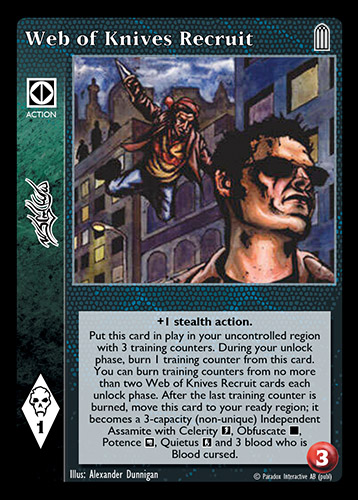 Web of Knives Recruit
ACTION
+1 stealth action.
Put this card in play in your uncontrolled region
with 3 training counters. During your unlock
phase, burn 1 training counter from this card.
You can burn training counters from no more
than two Web of Knives Recruit cards each
unlock phase. After the last training counter is
burned, move this card to your ready region; it
becomes a 3-capacity (non-unique) Independent
Assamite with Celerity, Obfuscate,
Potence, Quietus and 3 blood who is
Blood cursed.
1
3
Illus: Alexander Dunnigan
© Paradox Interactive AB (publ)